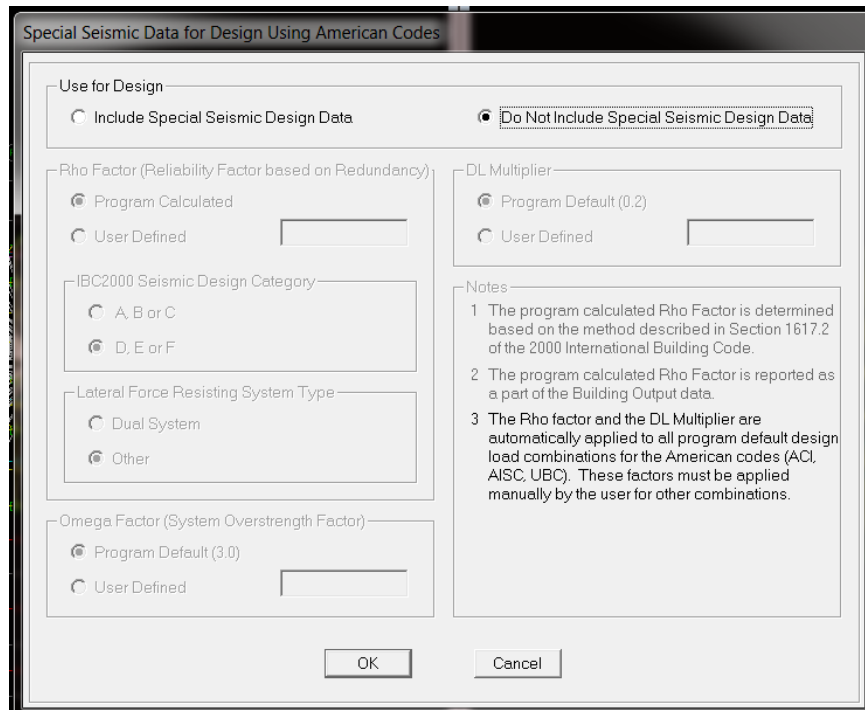 Special Seismic Data for Design Using American Codes
Use for Design
Include Special Seismic Design Data
Do Not Include Special Seismic Design Data
Rho Factor (Reliability Factor based on Redundancy)
Program Calculated
User Defined
IBC2000 Seismic Design Category
A, B or C
D, E or F
Lateral Force Resisting System Type
Dual System
Other
Omega Factor (System Overstrength Factor)
Program Default (3.0)
User Defined
DL Multiplier
Program Default (0.2)
User Defined
Notes
1 The program calculated Rho Factor is determined
based on the method described in Section 1617.2
of the 2000 International Building Code.
2 The program calculated Rho Factor is reported as
a part of the Building Output data.
3 The Rho factor and the DL Multiplier are
automatically applied to all program default design
load combinations for the American codes (ACI,
AISC, UBC). These factors must be applied
manually by the user for other combinations.
OK
Cancel